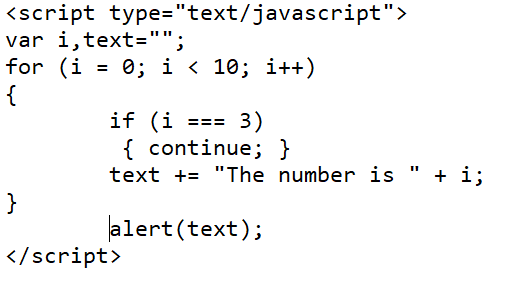 <script type="text/javascript">
var i,text="";
for (i = 0; i < 10; i++)
{
        if (i === 3)
         { continue; }
        text += "The number is " + i;
}
        alert(text);
</script>